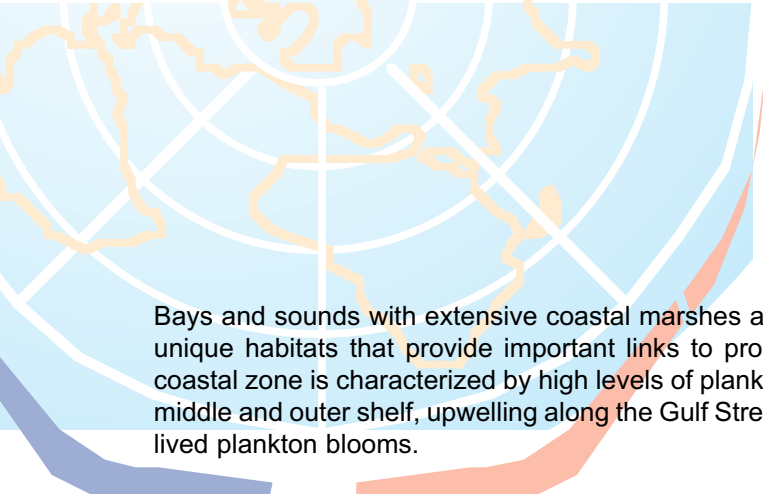 Bays and sounds with extensive coastal marshes a
unique habitats that provide important links to pro
coastal zone is characterized by high levels of plank
middle and outer shelf, upwelling along the Gulf Stre
lived plankton blooms.